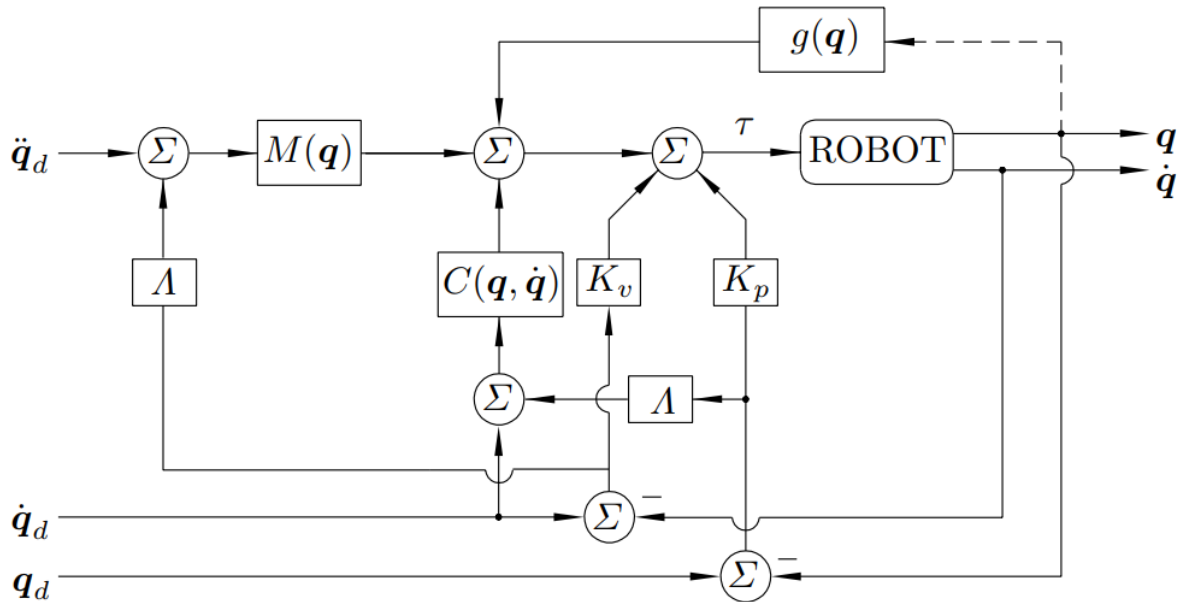 g(q)
q̈_d Σ M(q) Σ Σ τ ROBOT q
q̇
Λ C(q, q̇) K_v K_p
Σ Λ
q̇_d Σ −
q_d Σ −